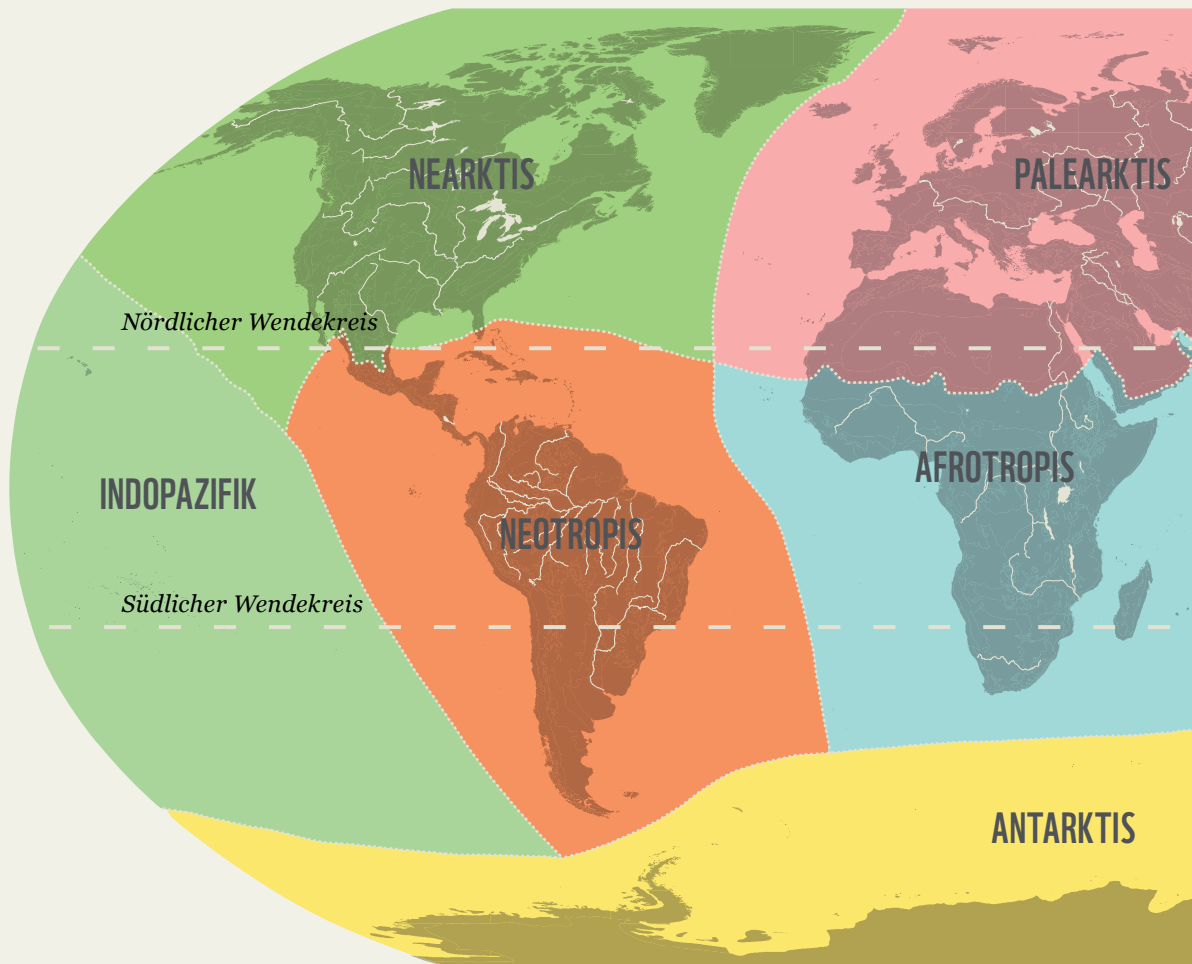 NEARKTIS
PALEARKTIS
Nördlicher Wendekreis
AFROTROPIS
INDOPAZIFIK
NEOTROPIS
Südlicher Wendekreis
ANTARKTIS